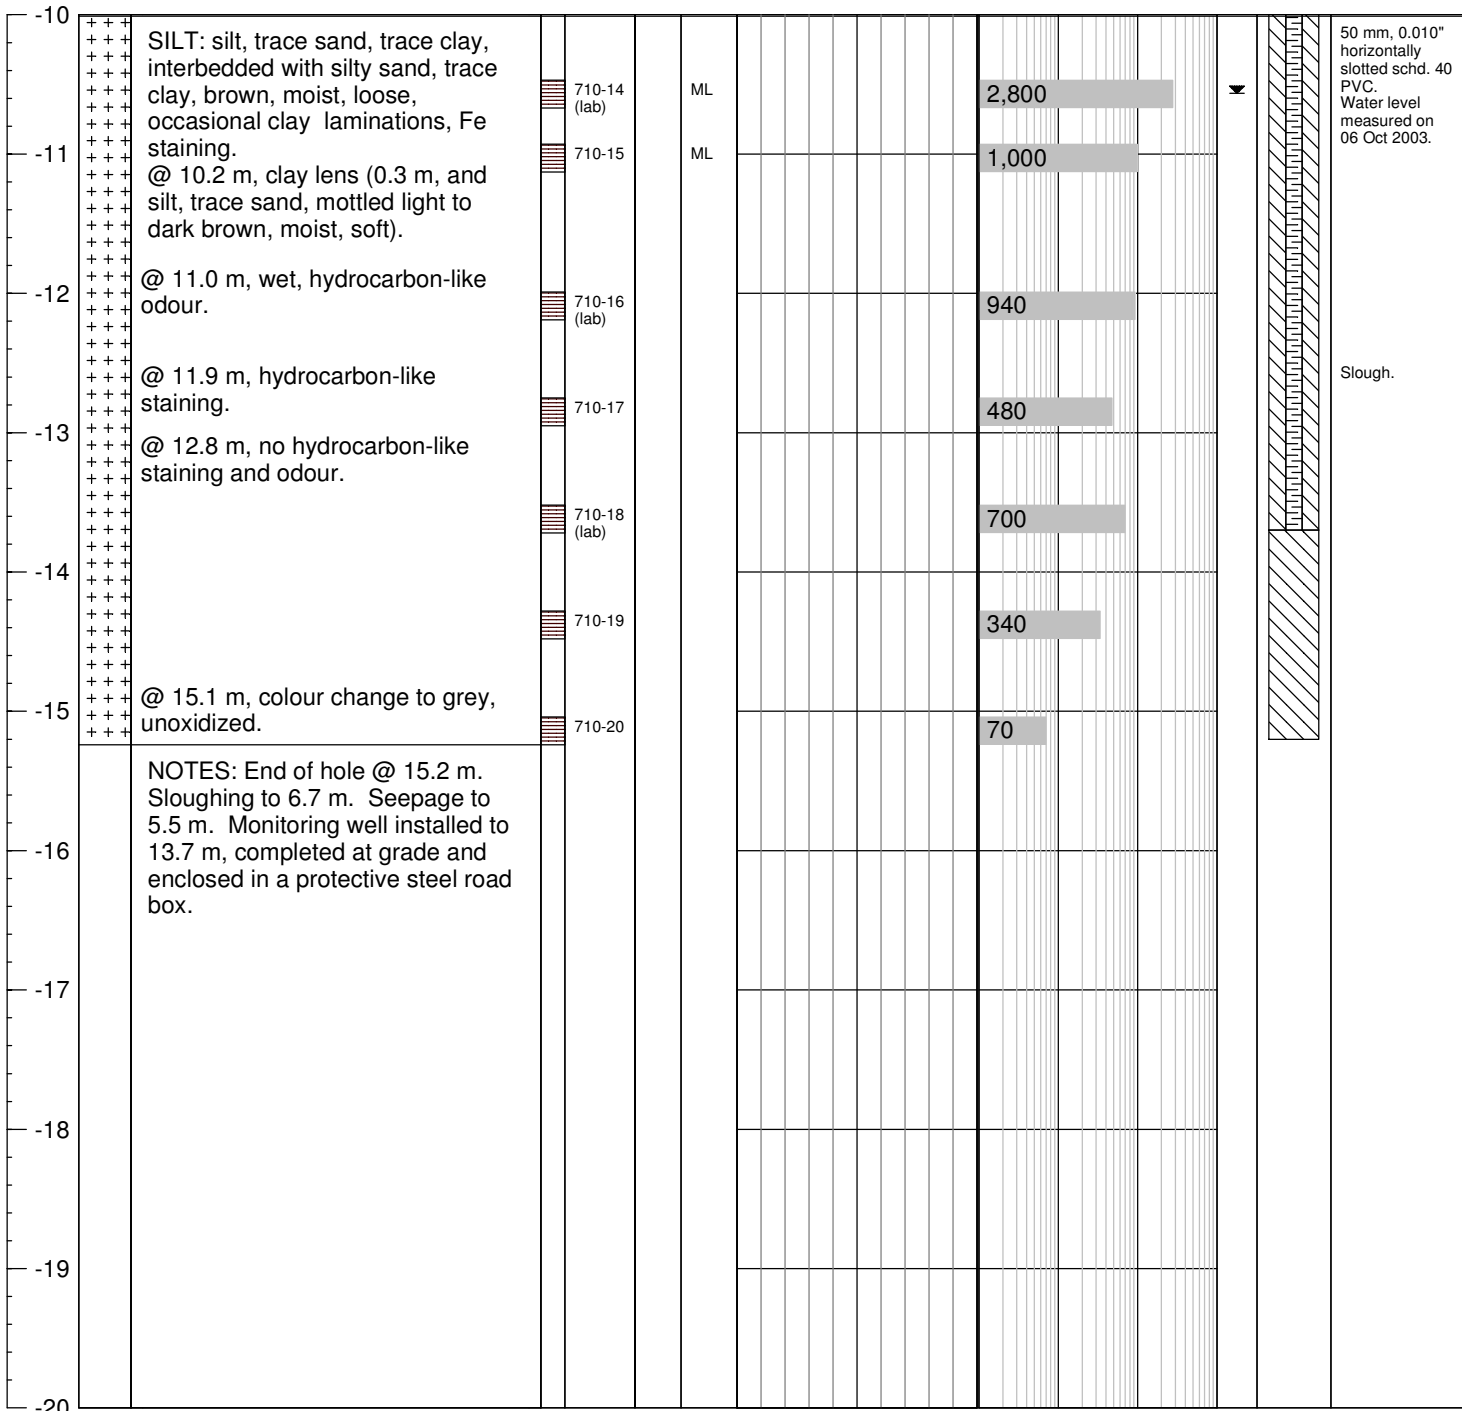 -10
SILT: silt, trace sand, trace clay,
interbedded with silty sand, trace
clay, brown, moist, loose,
occasional clay  laminations, Fe
staining.
@ 10.2 m, clay lens (0.3 m, and
silt, trace sand, mottled light to
dark brown, moist, soft).
710-14
(lab)
ML
2,800
50 mm, 0.010"
horizontally
slotted schd. 40
PVC.
Water level
measured on
06 Oct 2003.
-11
710-15
ML
1,000
@ 11.0 m, wet, hydrocarbon-like
odour.
-12
710-16
(lab)
940
@ 11.9 m, hydrocarbon-like
staining.
Slough.
710-17
480
-13
@ 12.8 m, no hydrocarbon-like
staining and odour.
710-18
(lab)
700
-14
710-19
340
@ 15.1 m, colour change to grey,
unoxidized.
-15
710-20
70
NOTES: End of hole @ 15.2 m.
Sloughing to 6.7 m.  Seepage to
5.5 m.  Monitoring well installed to
13.7 m, completed at grade and
enclosed in a protective steel road
box.
-16
-17
-18
-19
-20